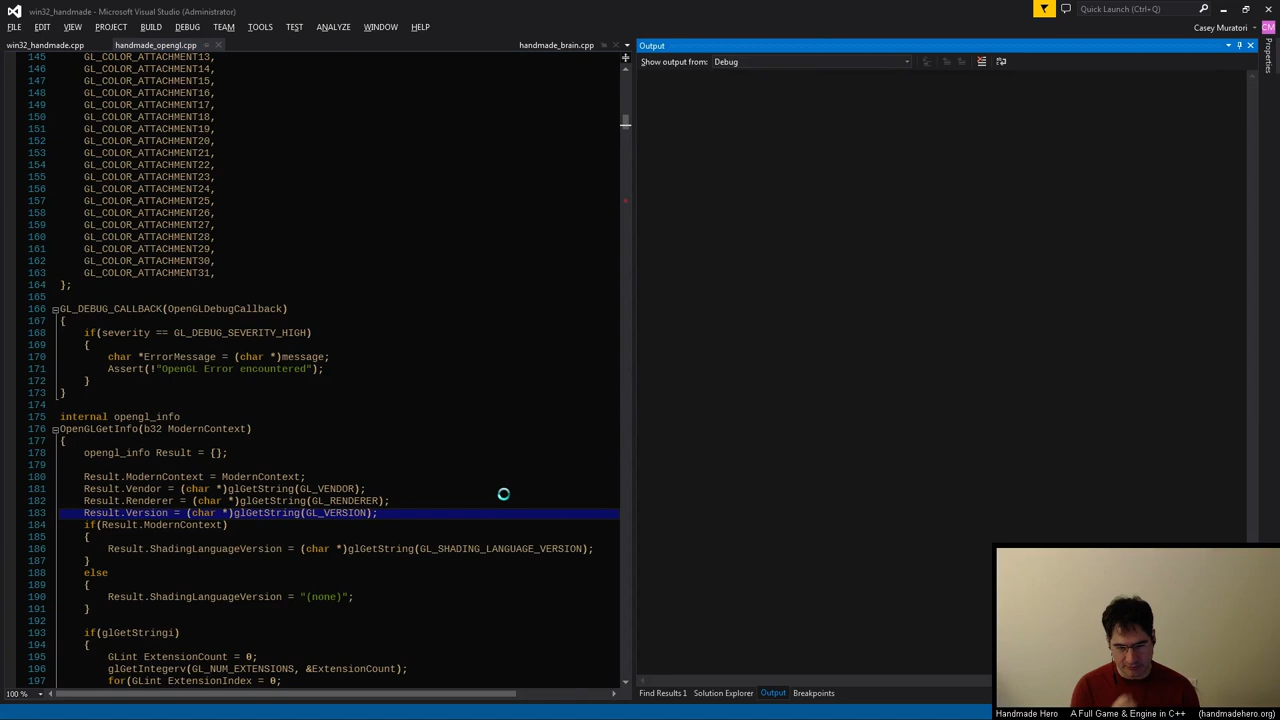 win32_handmade - Microsoft Visual Studio
Quick Launch (Ctrl+Q)
FILE EDIT VIEW PROJECT BUILD DEBUG TEAM TOOLS TEST ANALYZE WINDOW HELP
Casey Muratori CM
win32_handmade.cpp handmade_opengl.cpp handmade_brain.cpp
Output
Show output from: Debug
Properties
145 GL_COLOR_ATTACHMENT13,
146 GL_COLOR_ATTACHMENT14,
147 GL_COLOR_ATTACHMENT15,
148 GL_COLOR_ATTACHMENT16,
149 GL_COLOR_ATTACHMENT17,
150 GL_COLOR_ATTACHMENT18,
151 GL_COLOR_ATTACHMENT19,
152 GL_COLOR_ATTACHMENT20,
153 GL_COLOR_ATTACHMENT21,
154 GL_COLOR_ATTACHMENT22,
155 GL_COLOR_ATTACHMENT23,
156 GL_COLOR_ATTACHMENT24,
157 GL_COLOR_ATTACHMENT25,
158 GL_COLOR_ATTACHMENT26,
159 GL_COLOR_ATTACHMENT27,
160 GL_COLOR_ATTACHMENT28,
161 GL_COLOR_ATTACHMENT29,
162 GL_COLOR_ATTACHMENT30,
163 GL_COLOR_ATTACHMENT31,
164 };
165
166 GL_DEBUG_CALLBACK(OpenGLDebugCallback)
167 {
168 if(severity == GL_DEBUG_SEVERITY_HIGH)
169 {
170 char *ErrorMessage = (char *)message;
171 Assert(!"OpenGL Error encountered");
172 }
173 }
174
175 internal opengl_info
176 OpenGLGetInfo(b32 ModernContext)
177 {
178 opengl_info Result = {};
179
180 Result.ModernContext = ModernContext;
181 Result.Vendor = (char *)glGetString(GL_VENDOR);
182 Result.Renderer = (char *)glGetString(GL_RENDERER);
183 Result.Version = (char *)glGetString(GL_VERSION);
184 if(Result.ModernContext)
185 {
186 Result.ShadingLanguageVersion = (char *)glGetString(GL_SHADING_LANGUAGE_VERSION);
187 }
188 else
189 {
190 Result.ShadingLanguageVersion = "(none)";
191 }
192
193 if(glGetStringi)
194 {
195 GLint ExtensionCount = 0;
196 glGetIntegerv(GL_NUM_EXTENSIONS, &ExtensionCount);
197 for(GLint ExtensionIndex = 0;
100 %
Find Results 1 Solution Explorer Output Breakpoints
Handmade Hero A Full Game & Engine in C++ (handmadehero.org)